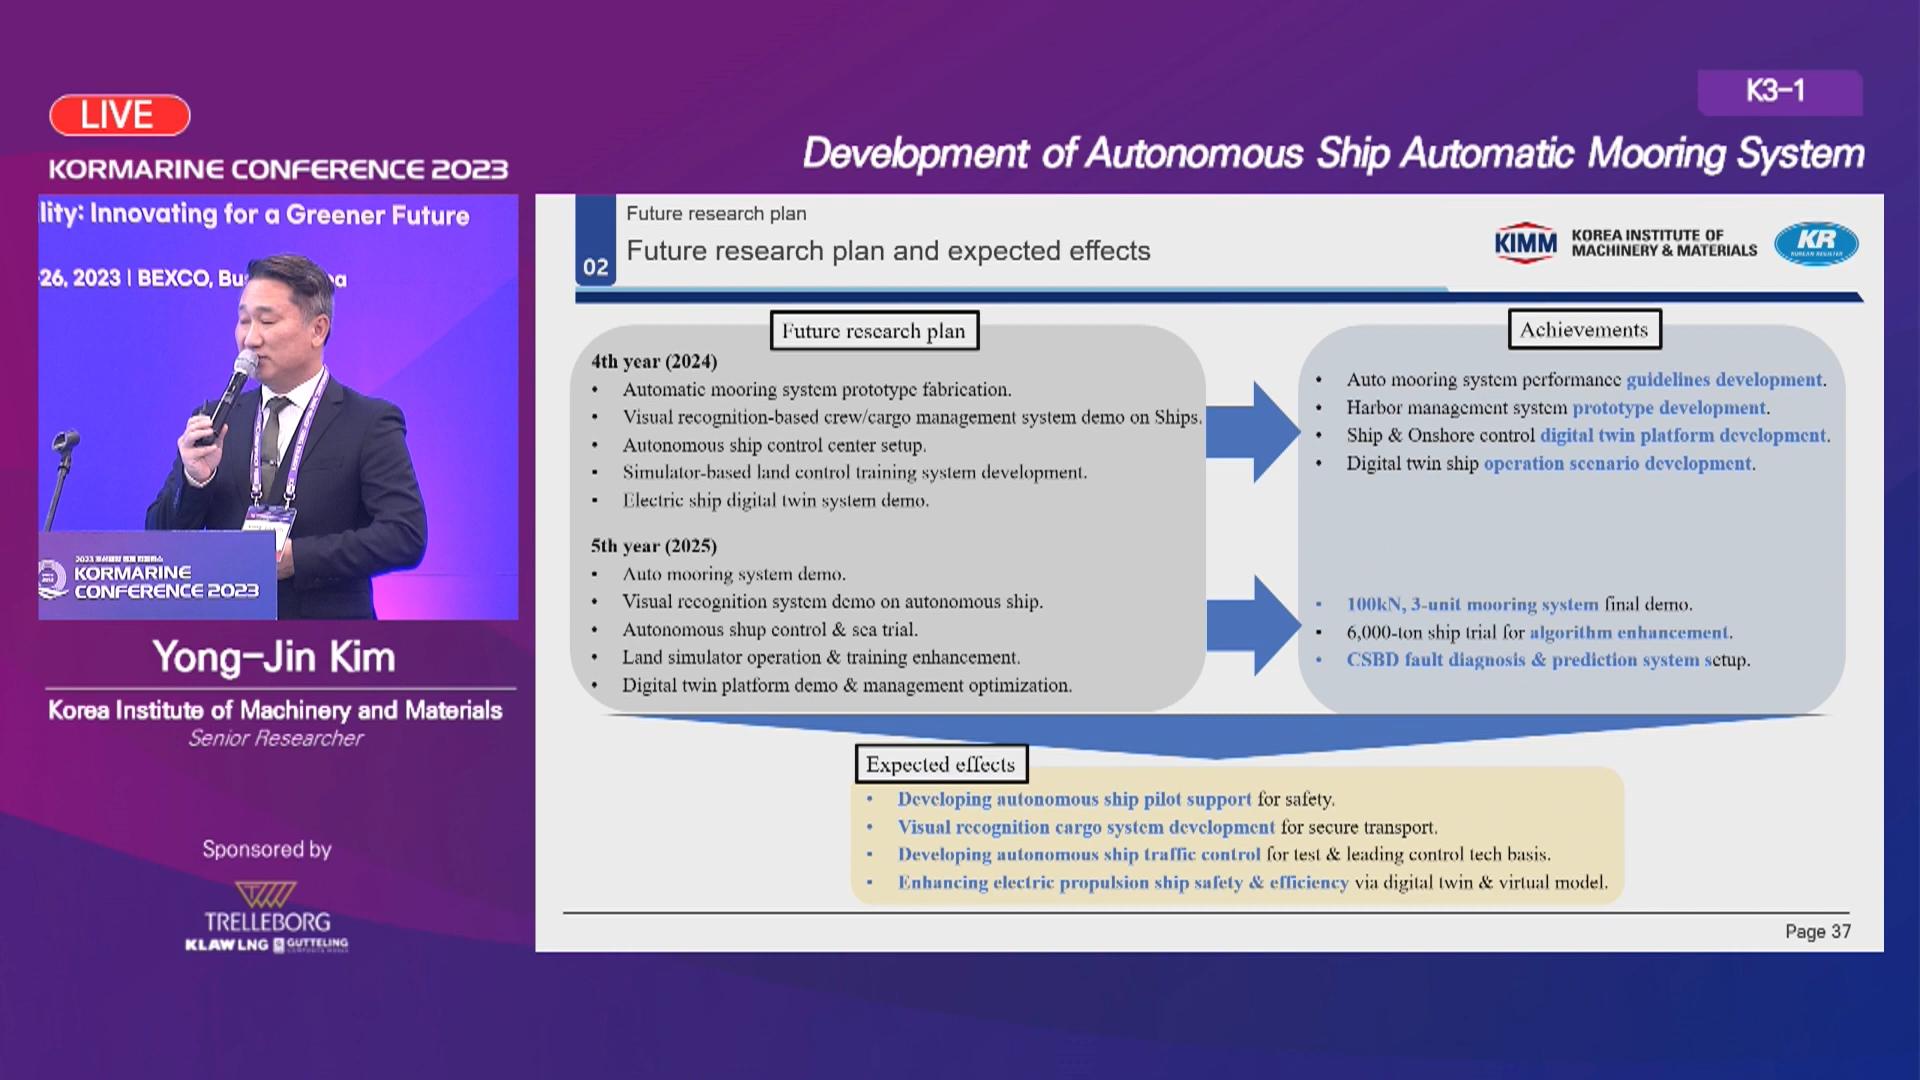 LIVE
KORMARINE CONFERENCE 2023
K3-1
Development of Autonomous Ship Automatic Mooring System
lity: Innovating for a Greener Future
-26, 2023 | BEXCO, Bu
a
2023
KORMARINE
CONFERENCE 2023
Yong-Jin Kim
Korea Institute of Machinery and Materials
Senior Researcher
Sponsored by
TRELLEBORG
KLAW LNG GUTTELING
02
Future research plan
Future research plan and expected effects
KIMM KOREA INSTITUTE OF
MACHINERY & MATERIALS
KR
KOREAN REGISTER
Future research plan
4th year (2024)
• Automatic mooring system prototype fabrication.
• Visual recognition-based crew/cargo management system demo on Ships.
• Autonomous ship control center setup.
• Simulator-based land control training system development.
• Electric ship digital twin system demo.
5th year (2025)
• Auto mooring system demo.
• Visual recognition system demo on autonomous ship.
• Autonomous shup control & sea trial.
• Land simulator operation & training enhancement.
• Digital twin platform demo & management optimization.
Achievements
• Auto mooring system performance guidelines development.
• Harbor management system prototype development.
• Ship & Onshore control digital twin platform development.
• Digital twin ship operation scenario development.
• 100kN, 3-unit mooring system final demo.
• 6,000-ton ship trial for algorithm enhancement.
• CSBD fault diagnosis & prediction system setup.
Expected effects
• Developing autonomous ship pilot support for safety.
• Visual recognition cargo system development for secure transport.
• Developing autonomous ship traffic control for test & leading control tech basis.
• Enhancing electric propulsion ship safety & efficiency via digital twin & virtual model.
Page 37